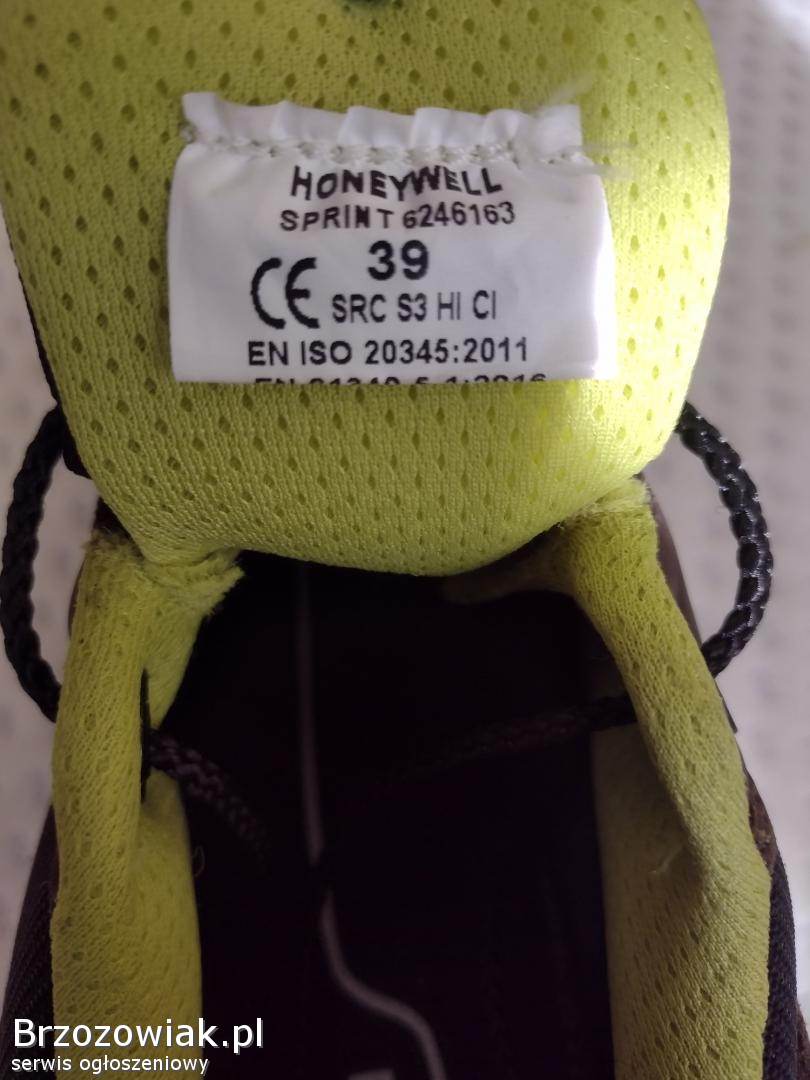 HONEYWELL
SPRINT 6246163
39
CE SRC S3 HI CI
EN ISO 20345:2011
Brzozowiak.pl
serwis ogłoszeniowy